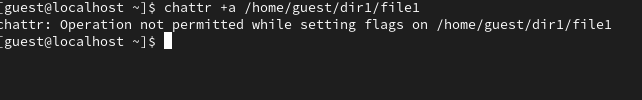 [guest@localhost ~]$ chattr +a /home/guest/dir1/file1
chattr: Operation not permitted while setting flags on /home/guest/dir1/file1
[guest@localhost ~]$